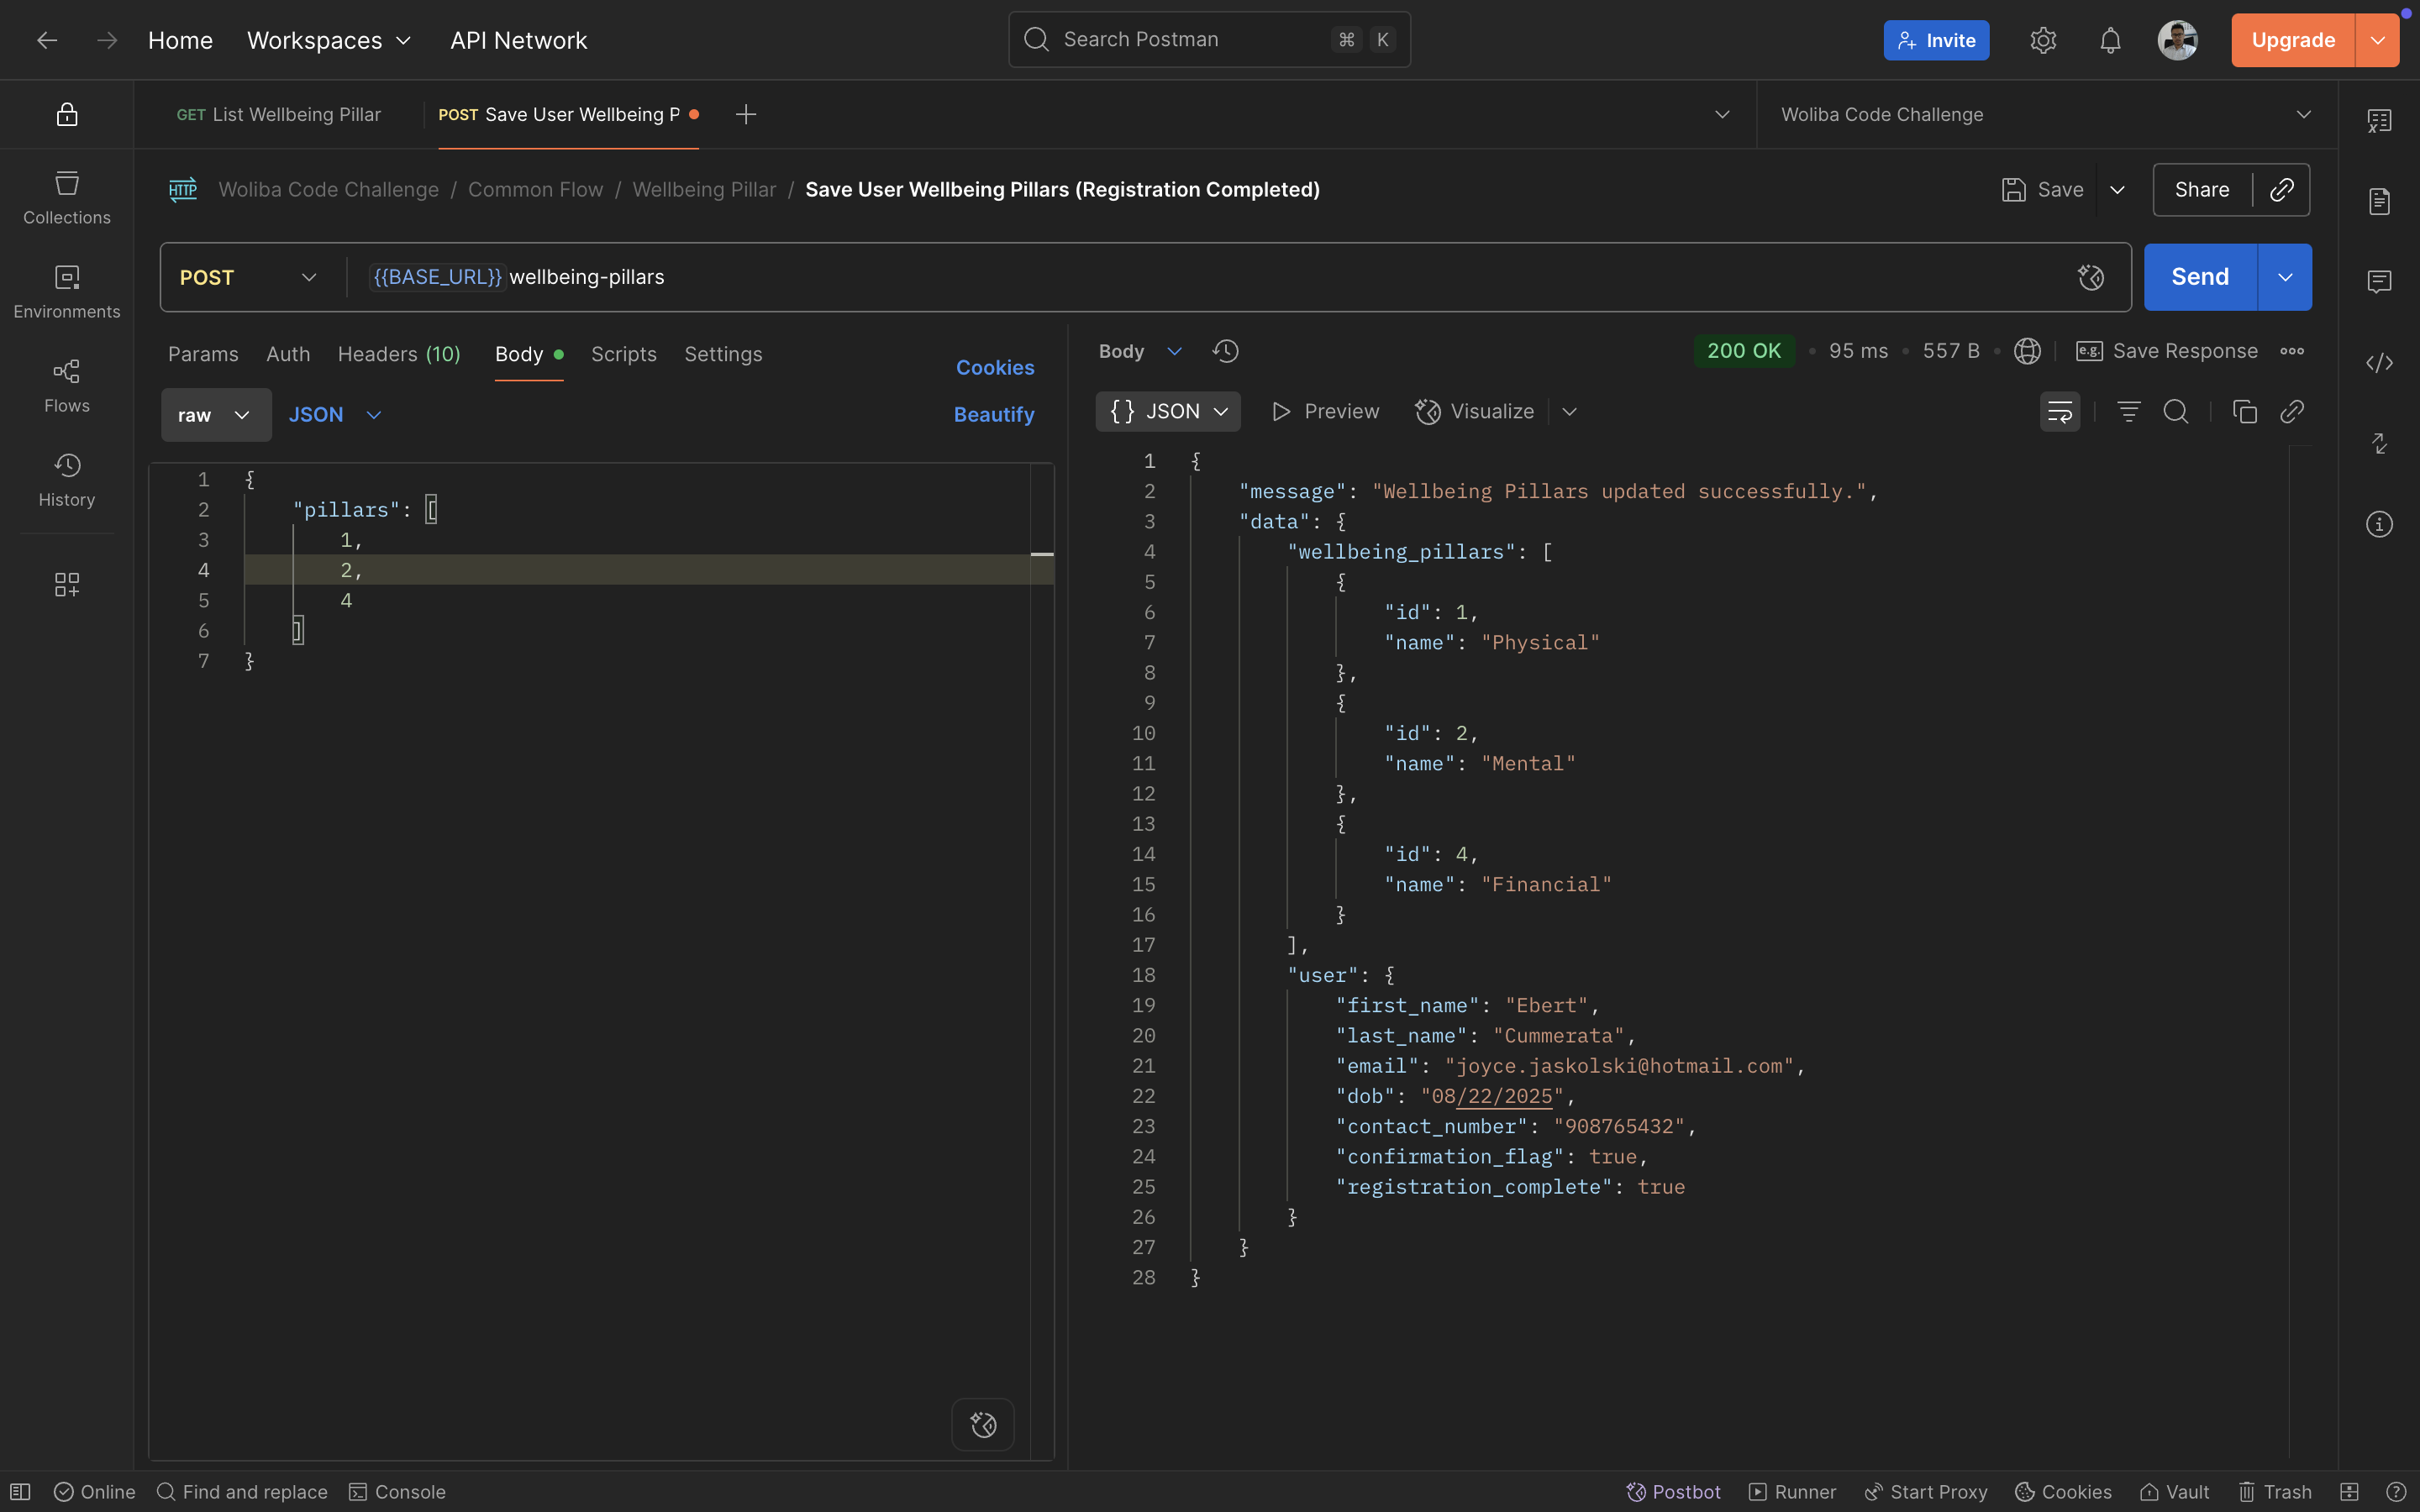 Home Workspaces API Network Search Postman ⌘ K Invite Upgrade
GET List Wellbeing Pillar POST Save User Wellbeing P Woliba Code Challenge
HTTP Woliba Code Challenge / Common Flow / Wellbeing Pillar / Save User Wellbeing Pillars (Registration Completed) Save Share
Collections
Environments
Flows
History
POST {{BASE_URL}} wellbeing-pillars Send
Params Auth Headers (10) Body Scripts Settings Cookies
raw JSON Beautify
1 {
2 "pillars": [
3 1,
4 2,
5 4
6 ]
7 }
Body 200 OK 95 ms 557 B e.g. Save Response
{} JSON Preview Visualize
1 {
2 "message": "Wellbeing Pillars updated successfully.",
3 "data": {
4 "wellbeing_pillars": [
5 {
6 "id": 1,
7 "name": "Physical"
8 },
9 {
10 "id": 2,
11 "name": "Mental"
12 },
13 {
14 "id": 4,
15 "name": "Financial"
16 }
17 ],
18 "user": {
19 "first_name": "Ebert",
20 "last_name": "Cummerata",
21 "email": "joyce.jaskolski@hotmail.com",
22 "dob": "08/22/2025",
23 "contact_number": "908765432",
24 "confirmation_flag": true,
25 "registration_complete": true
26 }
27 }
28 }
Online Find and replace Console Postbot Runner Start Proxy Cookies Vault Trash